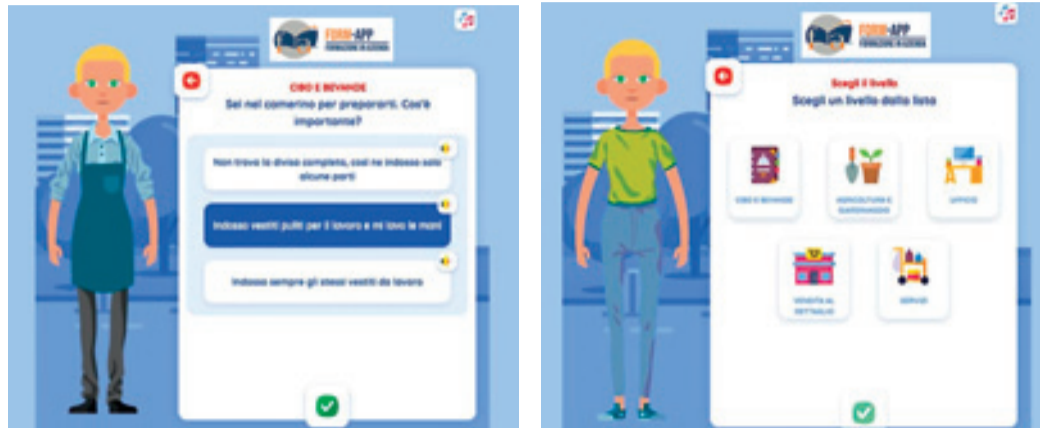 FORM-APP
FORMAZIONE IN AZIENDA
CIBO E BEVANDE
Sei nel camerino per prepararti. Cos'è
importante?
Non trovo la divisa completa, così ne indosso solo
alcune parti
Indosso vestiti puliti per il lavoro e mi lavo le mani
Indosso sempre gli stessi vestiti da lavoro
FORM-APP
FORMAZIONE IN AZIENDA
Scegli il livello
Scegli un livello dalla lista
CIBO E BEVANDE
AGRICOLTURA E
GIARDINAGGIO
UFFICIO
VENDITA AL
DETTAGLIO
SERVIZI